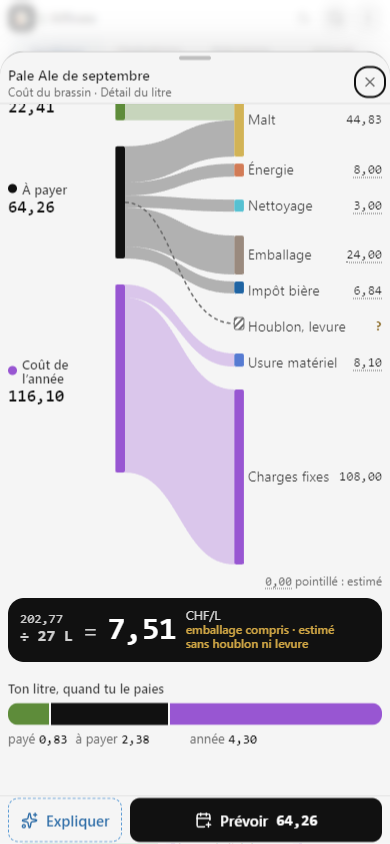 Pale Ale de septembre
Coût du brassin · Détail du litre
22,41
Malt 44,83
À payer
64,26
Énergie 8,00
Nettoyage 3,00
Emballage 24,00
Impôt bière 6,84
Houblon, levure ?
Coût de
l'année
116,10
Usure matériel 8,10
Charges fixes 108,00
0,00 pointillé : estimé
202,77
÷ 27 L
= 7,51
CHF/L
emballage compris · estimé
sans houblon ni levure
Ton litre, quand tu le paies
payé 0,83 à payer 2,38 année 4,30
Expliquer
Prévoir 64,26